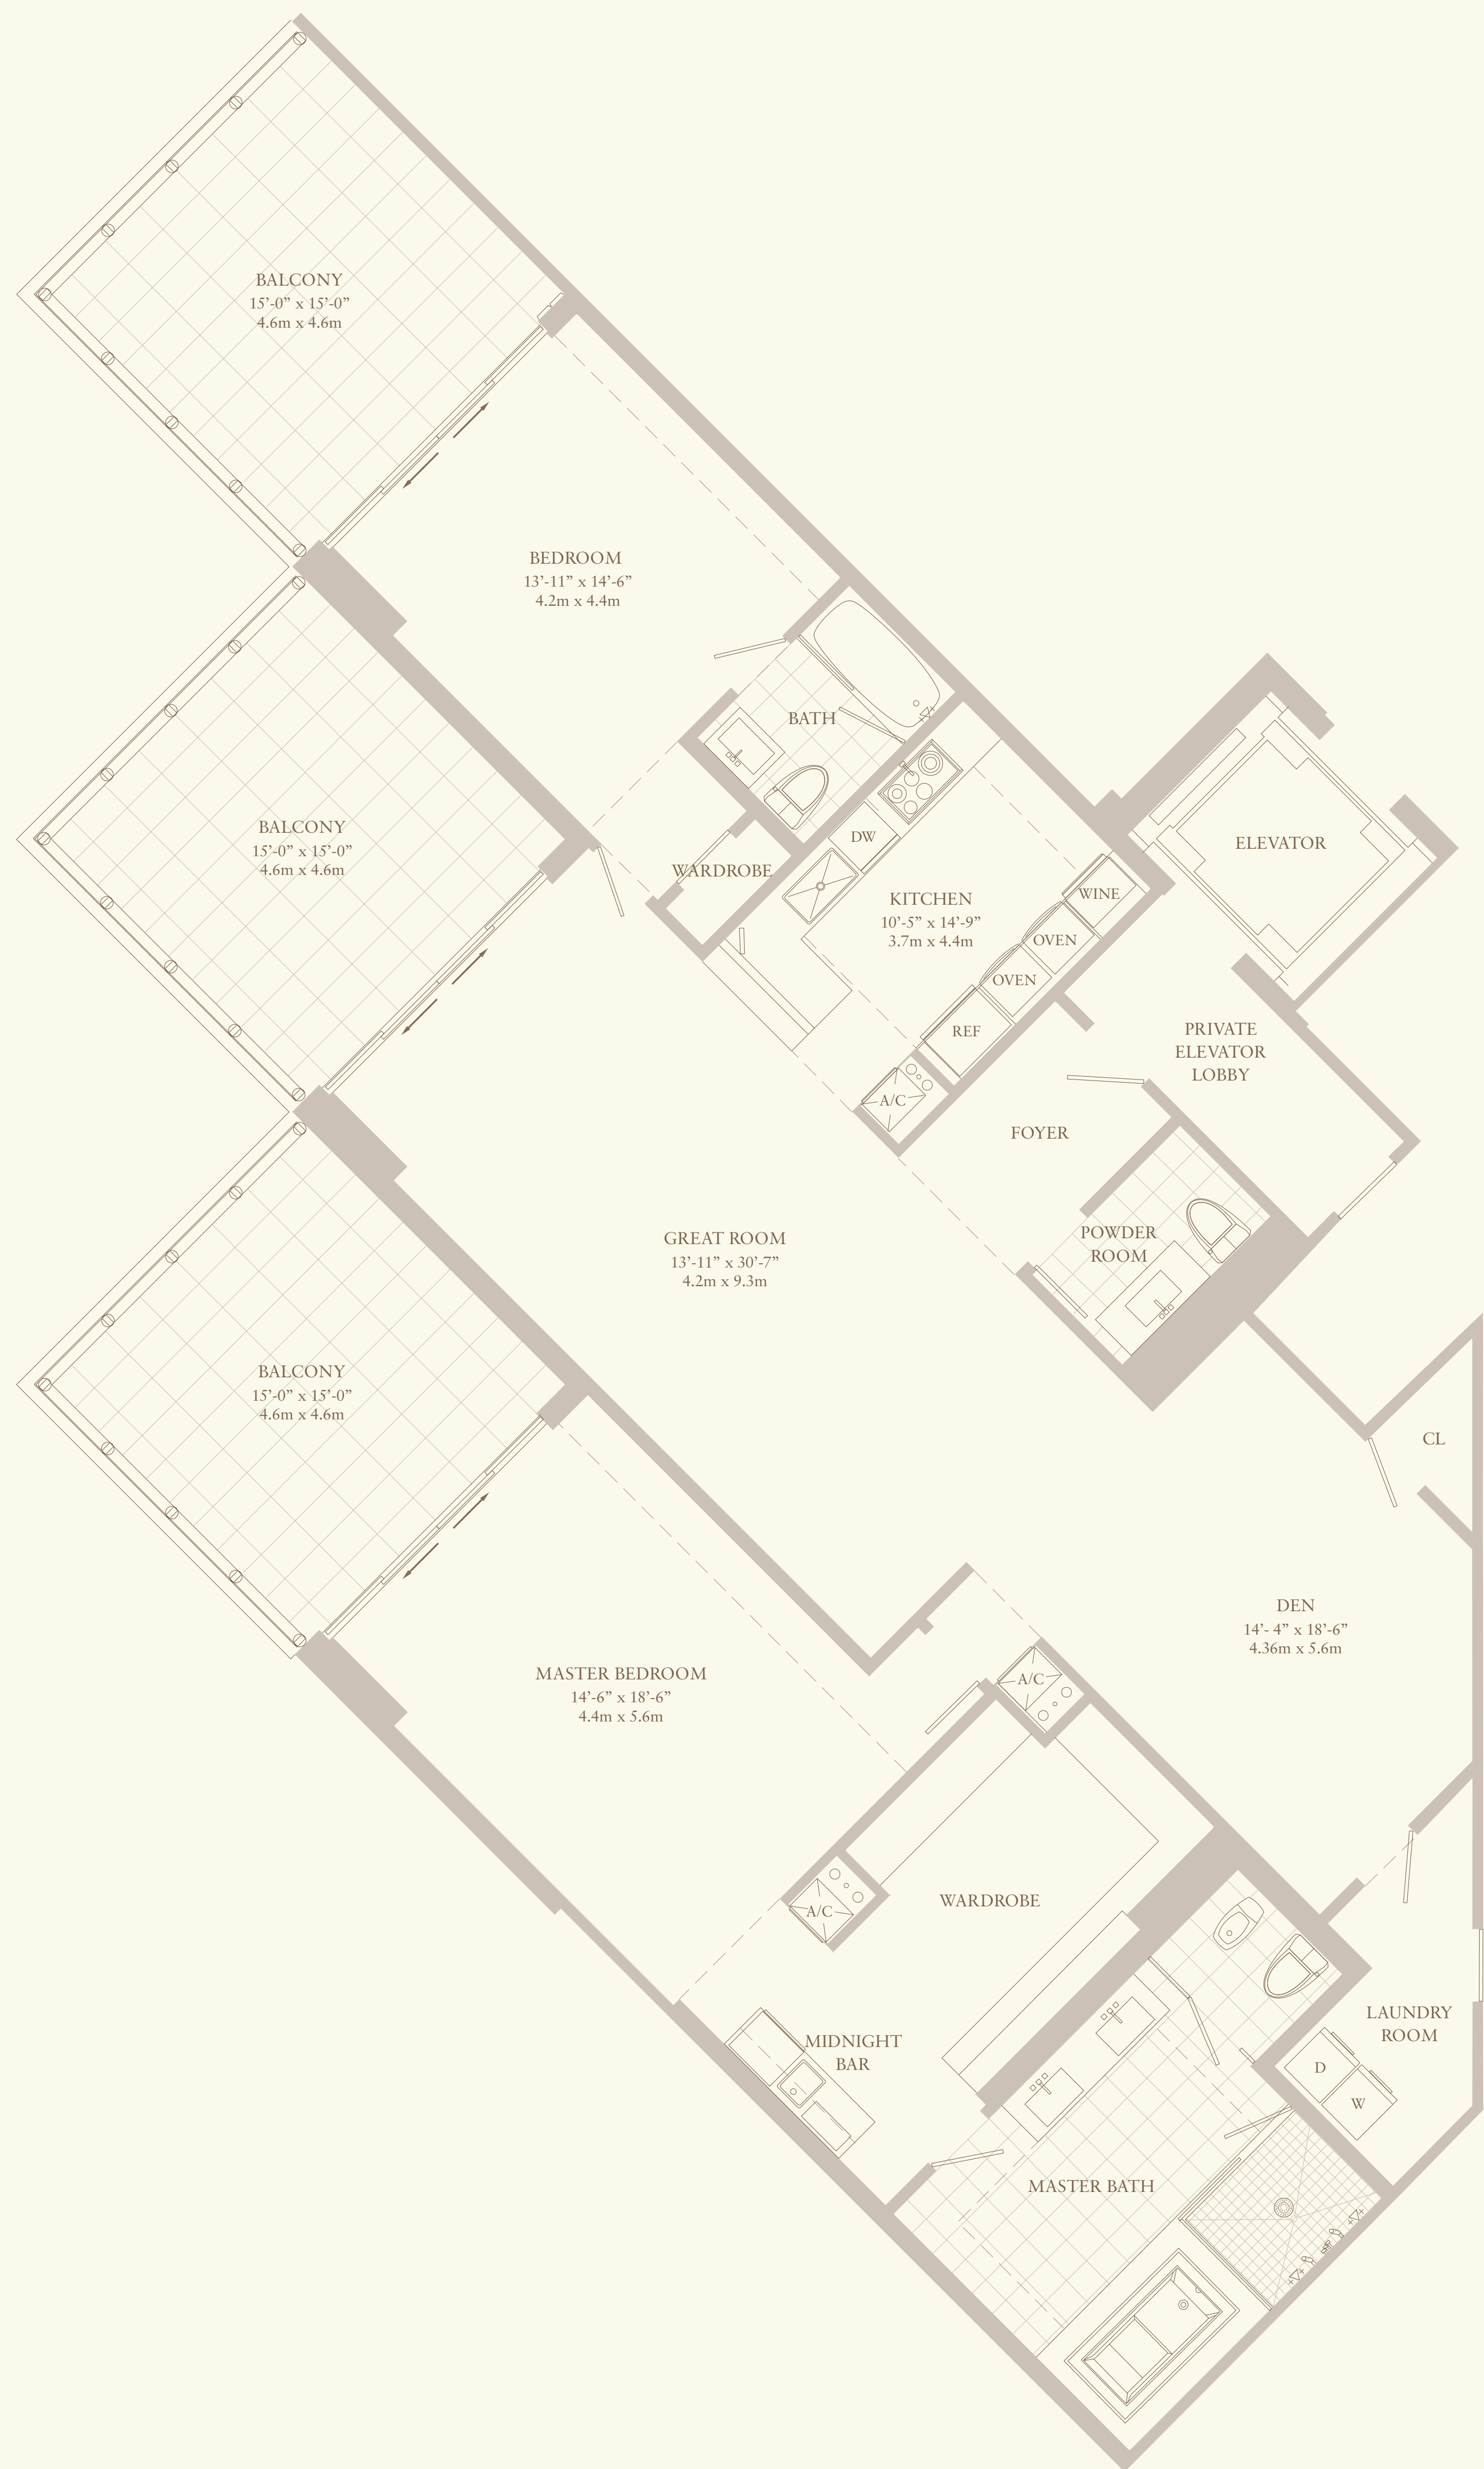 BALCONY
15’-0” x 15’-0”
4.6m x 4.6m
BEDROOM
13’-11” x 14’-6”
4.2m x 4.4m
BATH
WARDROBE
BALCONY
15’-0” x 15’-0”
4.6m x 4.6m
DW
KITCHEN
10’-5” x 14’-9”
3.7m x 4.4m
WINE
OVEN
OVEN
REF
A/C
ELEVATOR
PRIVATE
ELEVATOR
LOBBY
FOYER
POWDER
ROOM
GREAT ROOM
13’-11” x 30’-7”
4.2m x 9.3m
BALCONY
15’-0” x 15’-0”
4.6m x 4.6m
CL
DEN
14’- 4” x 18’-6”
4.36m x 5.6m
MASTER BEDROOM
14’-6” x 18’-6”
4.4m x 5.6m
A/C
WARDROBE
A/C
MIDNIGHT
BAR
LAUNDRY
ROOM
D
W
MASTER BATH